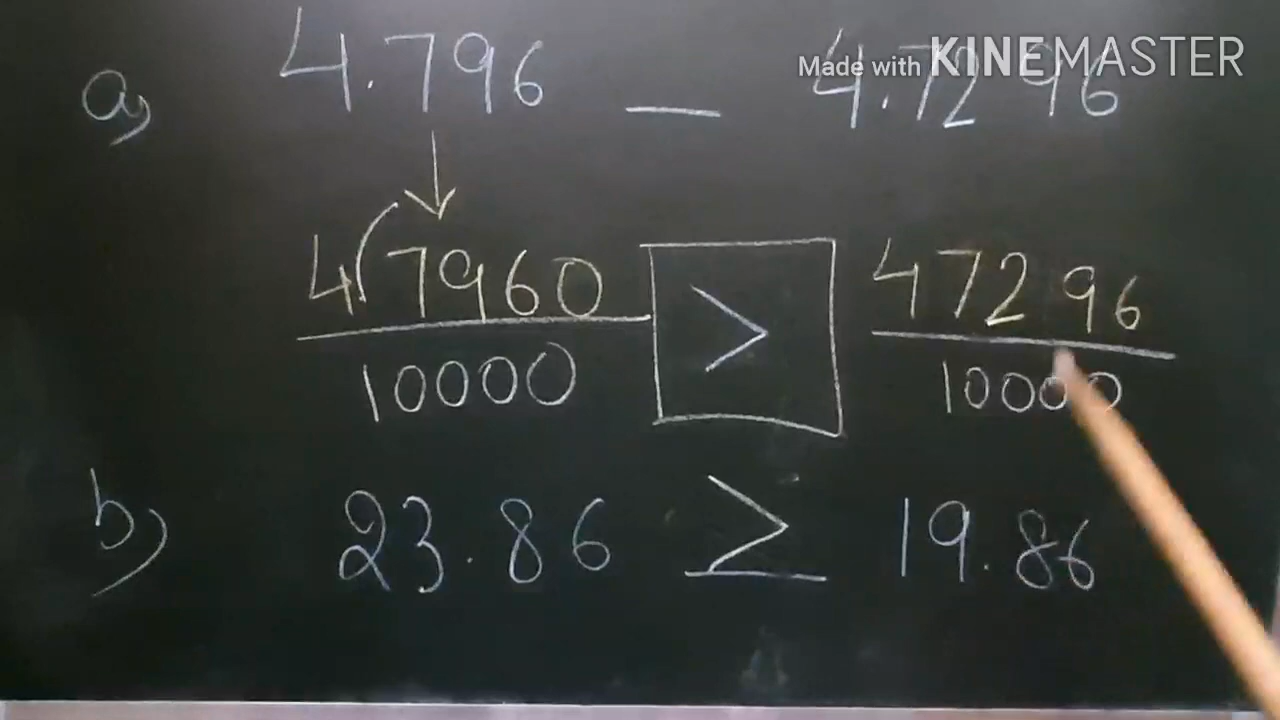 a) 4.796 _ 4.7296
Made with KINEMASTER
47960 > 47296
10000 10000
b) 23.86 > 19.86